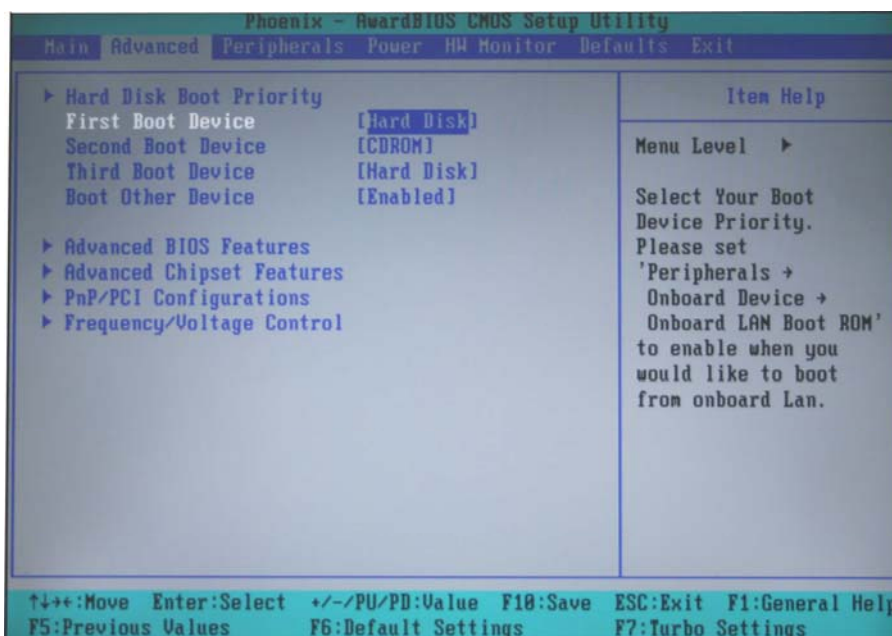 Phoenix - AwardBIOS CMOS Setup Utility
Main Advanced Peripherals Power HW Monitor Defaults Exit
▶ Hard Disk Boot Priority
First Boot Device [Hard Disk]
Second Boot Device [CDROM]
Third Boot Device [Hard Disk]
Boot Other Device [Enabled]
▶ Advanced BIOS Features
▶ Advanced Chipset Features
▶ PnP/PCI Configurations
▶ Frequency/Voltage Control
Item Help
Menu Level ▶
Select Your Boot
Device Priority.
Please set
'Peripherals →
Onboard Device →
Onboard LAN Boot ROM'
to enable when you
would like to boot
from onboard Lan.
↑↓→←:Move Enter:Select +/-/PU/PD:Value F10:Save ESC:Exit F1:General Help
F5:Previous Values F6:Default Settings F7:Turbo Settings